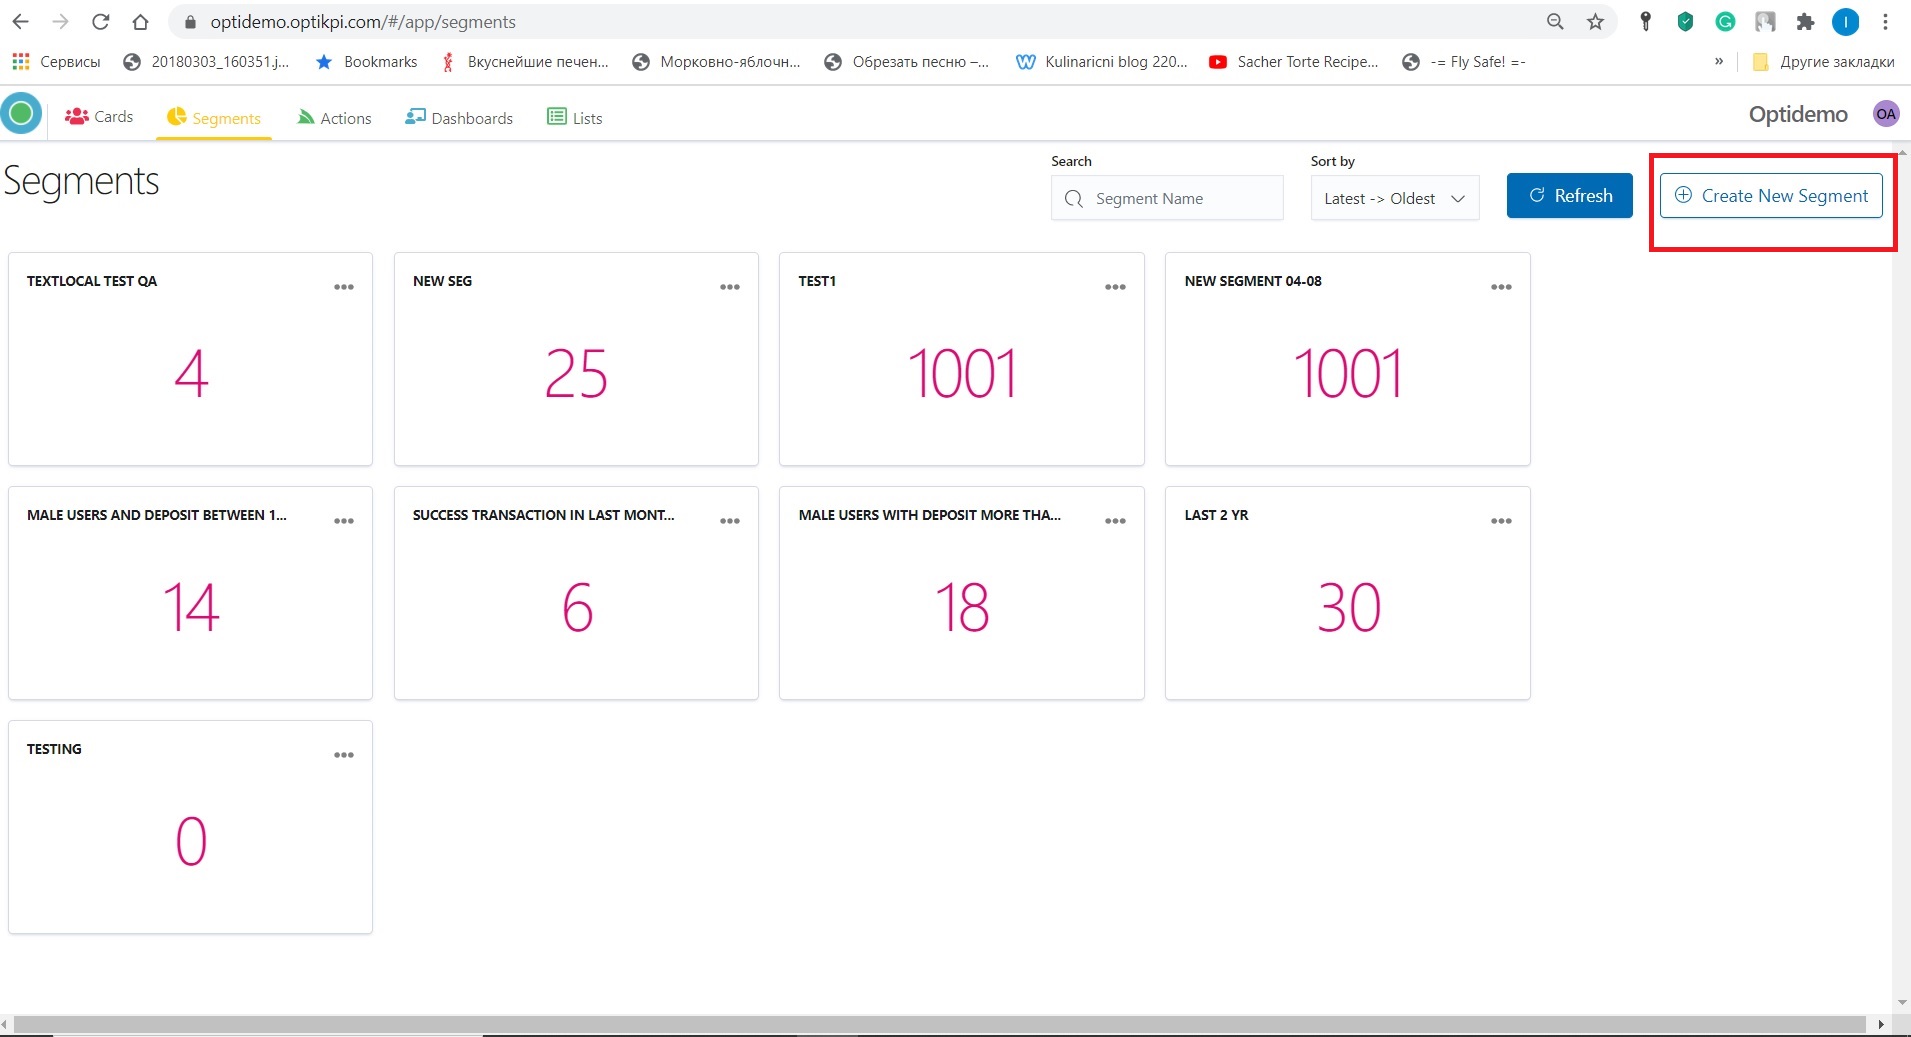 optidemo.optikpi.com/#/app/segments
I
Сервисы 20180303_160351.j... Bookmarks Вкуснейшие печен... Морковно-яблочн... Обрезать песню –... Kulinaricni blog 220... Sacher Torte Recipe... -= Fly Safe! =- » Другие закладки
Cards Segments Actions Dashboards Lists Optidemo OA
Segments
Search Sort by
Segment Name Latest -> Oldest Refresh Create New Segment
TEXTLOCAL TEST QA NEW SEG TEST1 NEW SEGMENT 04-08
4 25 1001 1001
MALE USERS AND DEPOSIT BETWEEN 1... SUCCESS TRANSACTION IN LAST MONT... MALE USERS WITH DEPOSIT MORE THA... LAST 2 YR
14 6 18 30
TESTING
0